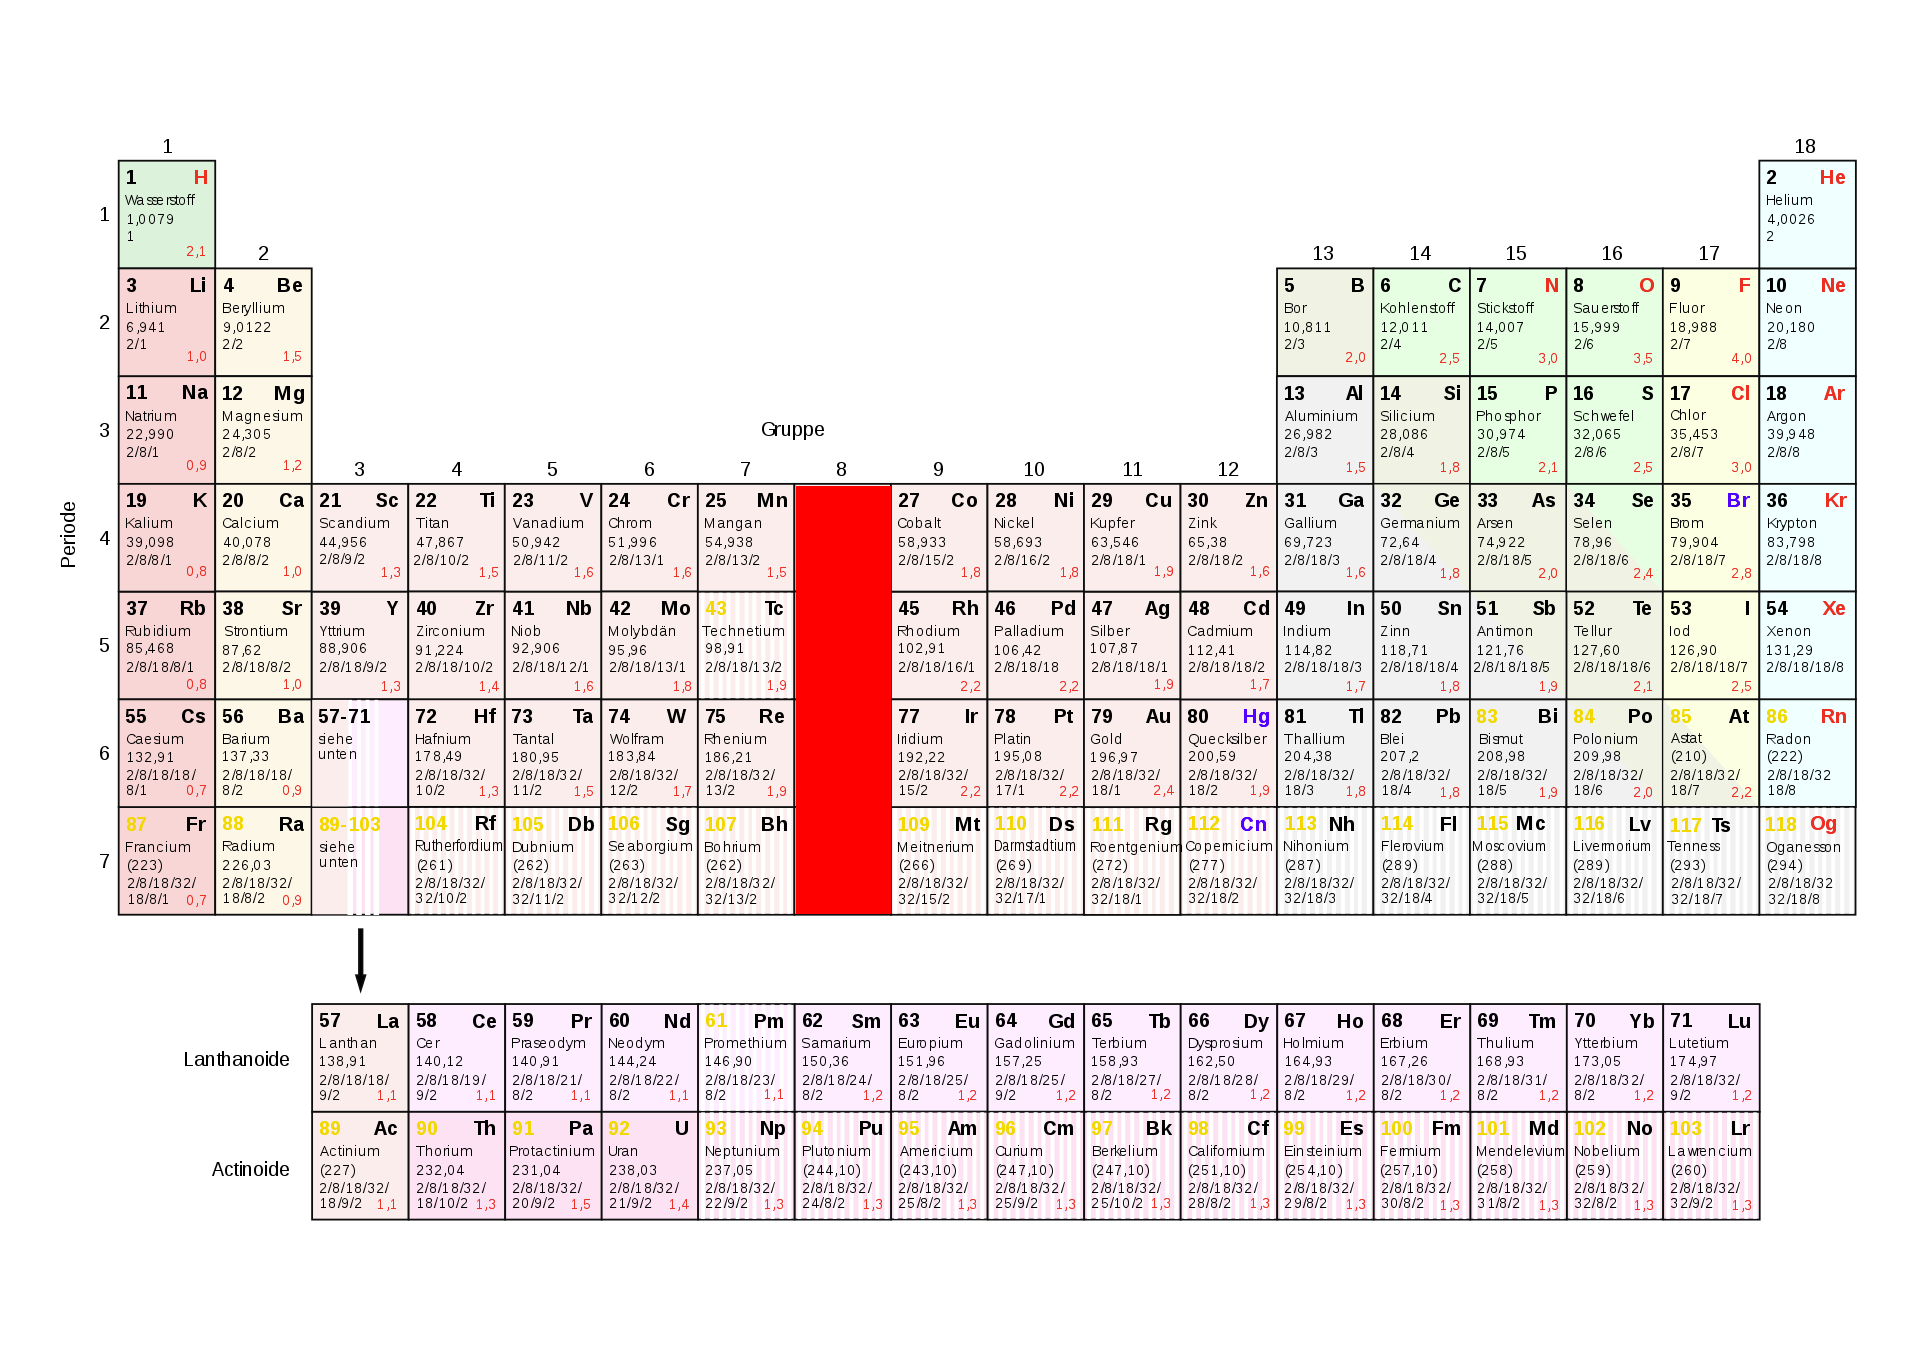 1 18
1 H 2 He
Wasserstoff Helium
1 1,0079 4,0026
1 2
2,1
2 13 14 15 16 17
3 Li 4 Be 5 B 6 C 7 N 8 O 9 F 10 Ne
Lithium Beryllium Bor Kohlenstoff Stickstoff Sauerstoff Fluor Neon
2 6,941 9,0122 10,811 12,011 14,007 15,999 18,988 20,180
2/1 2/2 2/3 2/4 2/5 2/6 2/7 2/8
1,0 1,5 2,0 2,5 3,0 3,5 4,0
11 Na 12 Mg 13 Al 14 Si 15 P 16 S 17 Cl 18 Ar
Natrium Magnesium Aluminium Silicium Phosphor Schwefel Chlor Argon
3 22,990 24,305 Gruppe 26,982 28,086 30,974 32,065 35,453 39,948
2/8/1 2/8/2 2/8/3 2/8/4 2/8/5 2/8/6 2/8/7 2/8/8
0,9 1,2 1,5 1,8 2,1 2,5 3,0
3 4 5 6 7 8 9 10 11 12
19 K 20 Ca 21 Sc 22 Ti 23 V 24 Cr 25 Mn 27 Co 28 Ni 29 Cu 30 Zn 31 Ga 32 Ge 33 As 34 Se 35 Br 36 Kr
Kalium Calcium Scandium Titan Vanadium Chrom Mangan Cobalt Nickel Kupfer Zink Gallium Germanium Arsen Selen Brom Krypton
Periode 4 39,098 40,078 44,956 47,867 50,942 51,996 54,938 58,933 58,693 63,546 65,38 69,723 72,64 74,922 78,96 79,904 83,798
2/8/8/1 2/8/8/2 2/8/9/2 2/8/10/2 2/8/11/2 2/8/13/1 2/8/13/2 2/8/15/2 2/8/16/2 2/8/18/1 2/8/18/2 2/8/18/3 2/8/18/4 2/8/18/5 2/8/18/6 2/8/18/7 2/8/18/8
0,8 1,0 1,3 1,5 1,6 1,6 1,5 1,8 1,8 1,9 1,6 1,6 1,8 2,0 2,4 2,8
37 Rb 38 Sr 39 Y 40 Zr 41 Nb 42 Mo 43 Tc 45 Rh 46 Pd 47 Ag 48 Cd 49 In 50 Sn 51 Sb 52 Te 53 I 54 Xe
Rubidium Strontium Yttrium Zirconium Niob Molybdän Technetium Rhodium Palladium Silber Cadmium Indium Zinn Antimon Tellur Iod Xenon
5 85,468 87,62 88,906 91,224 92,906 95,96 98,91 102,91 106,42 107,87 112,41 114,82 118,71 121,76 127,60 126,90 131,29
2/8/18/8/1 2/8/18/8/2 2/8/18/9/2 2/8/18/10/2 2/8/18/12/1 2/8/18/13/1 2/8/18/13/2 2/8/18/16/1 2/8/18/18 2/8/18/18/1 2/8/18/18/2 2/8/18/18/3 2/8/18/18/4 2/8/18/18/5 2/8/18/18/6 2/8/18/18/7 2/8/18/18/8
0,8 1,0 1,3 1,4 1,6 1,8 1,9 2,2 2,2 1,9 1,7 1,7 1,8 1,9 2,1 2,5
55 Cs 56 Ba 57-71 72 Hf 73 Ta 74 W 75 Re 77 Ir 78 Pt 79 Au 80 Hg 81 Tl 82 Pb 83 Bi 84 Po 85 At 86 Rn
Caesium Barium siehe Hafnium Tantal Wolfram Rhenium Iridium Platin Gold Quecksilber Thallium Blei Bismut Polonium Astat Radon
6 132,91 137,33 unten 178,49 180,95 183,84 186,21 192,22 195,08 196,97 200,59 204,38 207,2 208,98 209,98 (210) (222)
2/8/18/18/ 2/8/18/18/ 2/8/18/32/ 2/8/18/32/ 2/8/18/32/ 2/8/18/32/ 2/8/18/32/ 2/8/18/32/ 2/8/18/32/ 2/8/18/32/ 2/8/18/32/ 2/8/18/32/ 2/8/18/32/ 2/8/18/32/ 2/8/18/32/ 2/8/18/32
8/1 0,7 8/2 0,9 10/2 1,3 11/2 1,5 12/2 1,7 13/2 1,9 15/2 2,2 17/1 2,2 18/1 2,4 18/2 1,9 18/3 1,8 18/4 1,8 18/5 1,9 18/6 2,0 18/7 2,2 18/8
87 Fr 88 Ra 89-103 104 Rf 105 Db 106 Sg 107 Bh 109 Mt 110 Ds 111 Rg 112 Cn 113 Nh 114 Fl 115 Mc 116 Lv 117 Ts 118 Og
Francium Radium siehe Rutherfordium Dubnium Seaborgium Bohrium Meitnerium Darmstadtium Roentgenium Copernicium Nihonium Flerovium Moscovium Livermorium Tenness Oganesson
7 (223) 226,03 unten (261) (262) (263) (262) (266) (269) (272) (277) (287) (289) (288) (289) (293) (294)
2/8/18/32/ 2/8/18/32/ 2/8/18/32/ 2/8/18/32/ 2/8/18/32/ 2/8/18/32/ 2/8/18/32/ 2/8/18/32/ 2/8/18/32/ 2/8/18/32/ 2/8/18/32/ 2/8/18/32/ 2/8/18/32/ 2/8/18/32/ 2/8/18/32/ 2/8/18/32
18/8/1 0,7 18/8/2 0,9 32/10/2 32/11/2 32/12/2 32/13/2 32/15/2 32/17/1 32/18/1 32/18/2 32/18/3 32/18/4 32/18/5 32/18/6 32/18/7 32/18/8
57 La 58 Ce 59 Pr 60 Nd 61 Pm 62 Sm 63 Eu 64 Gd 65 Tb 66 Dy 67 Ho 68 Er 69 Tm 70 Yb 71 Lu
Lanthan Cer Praseodym Neodym Promethium Samarium Europium Gadolinium Terbium Dysprosium Holmium Erbium Thulium Ytterbium Lutetium
Lanthanoide 138,91 140,12 140,91 144,24 146,90 150,36 151,96 157,25 158,93 162,50 164,93 167,26 168,93 173,05 174,97
2/8/18/18/ 2/8/18/19/ 2/8/18/21/ 2/8/18/22/ 2/8/18/23/ 2/8/18/24/ 2/8/18/25/ 2/8/18/25/ 2/8/18/27/ 2/8/18/28/ 2/8/18/29/ 2/8/18/30/ 2/8/18/31/ 2/8/18/32/ 2/8/18/32/
9/2 1,1 9/2 1,1 8/2 1,1 8/2 1,1 8/2 1,1 8/2 1,2 8/2 1,2 9/2 1,2 8/2 1,2 8/2 1,2 8/2 1,2 8/2 1,2 8/2 1,2 8/2 1,2 9/2 1,2
89 Ac 90 Th 91 Pa 92 U 93 Np 94 Pu 95 Am 96 Cm 97 Bk 98 Cf 99 Es 100 Fm 101 Md 102 No 103 Lr
Actinium Thorium Protactinium Uran Neptunium Plutonium Americium Curium Berkelium Californium Einsteinium Fermium Mendelevium Nobelium Lawrencium
Actinoide (227) 232,04 231,04 238,03 237,05 (244,10) (243,10) (247,10) (247,10) (251,10) (254,10) (257,10) (258) (259) (260)
2/8/18/32/ 2/8/18/32/ 2/8/18/32/ 2/8/18/32/ 2/8/18/32/ 2/8/18/32/ 2/8/18/32/ 2/8/18/32/ 2/8/18/32/ 2/8/18/32/ 2/8/18/32/ 2/8/18/32/ 2/8/18/32/ 2/8/18/32/ 2/8/18/32/
18/9/2 1,1 18/10/2 1,3 20/9/2 1,5 21/9/2 1,4 22/9/2 1,3 24/8/2 1,3 25/8/2 1,3 25/9/2 1,3 25/10/2 1,3 28/8/2 1,3 29/8/2 1,3 30/8/2 1,3 31/8/2 1,3 32/8/2 1,3 32/9/2 1,3